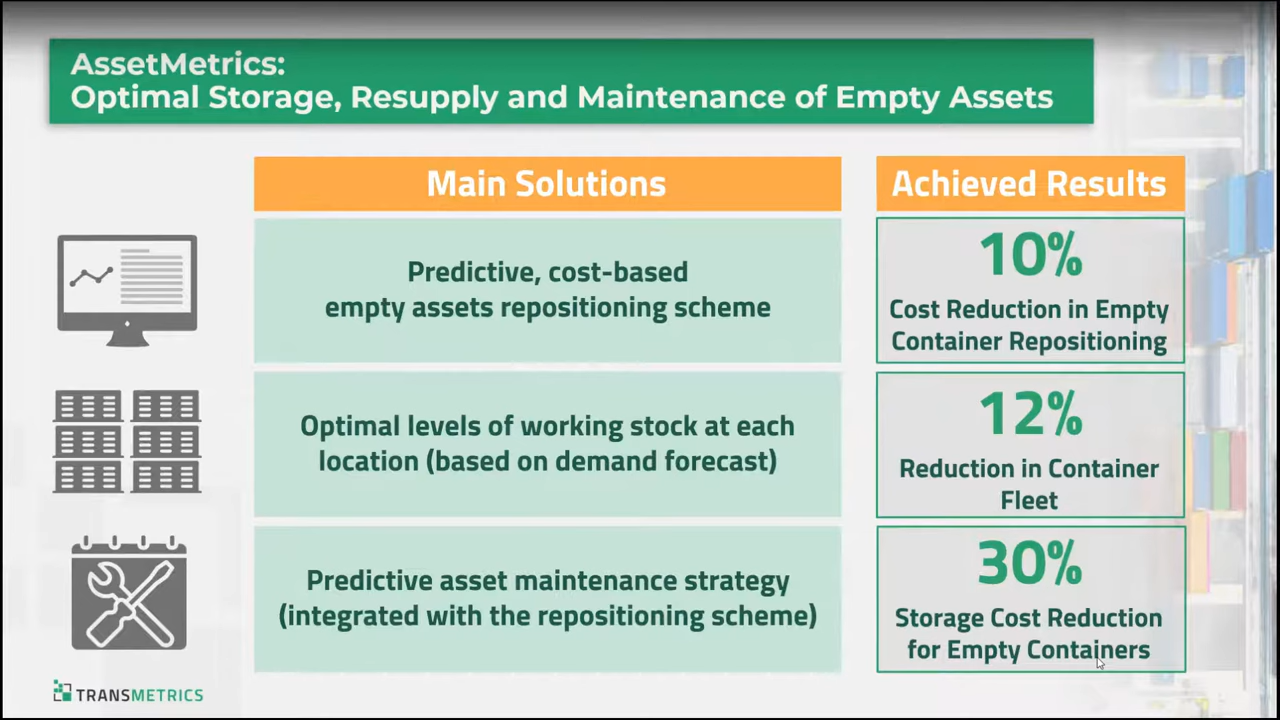 AssetMetrics:
Optimal Storage, Resupply and Maintenance of Empty Assets
Main Solutions
Achieved Results
Predictive, cost-based
empty assets repositioning scheme
10%
Cost Reduction in Empty
Container Repositioning
Optimal levels of working stock at each
location (based on demand forecast)
12%
Reduction in Container
Fleet
Predictive asset maintenance strategy
(integrated with the repositioning scheme)
30%
Storage Cost Reduction
for Empty Containers
TRANSMETRICS